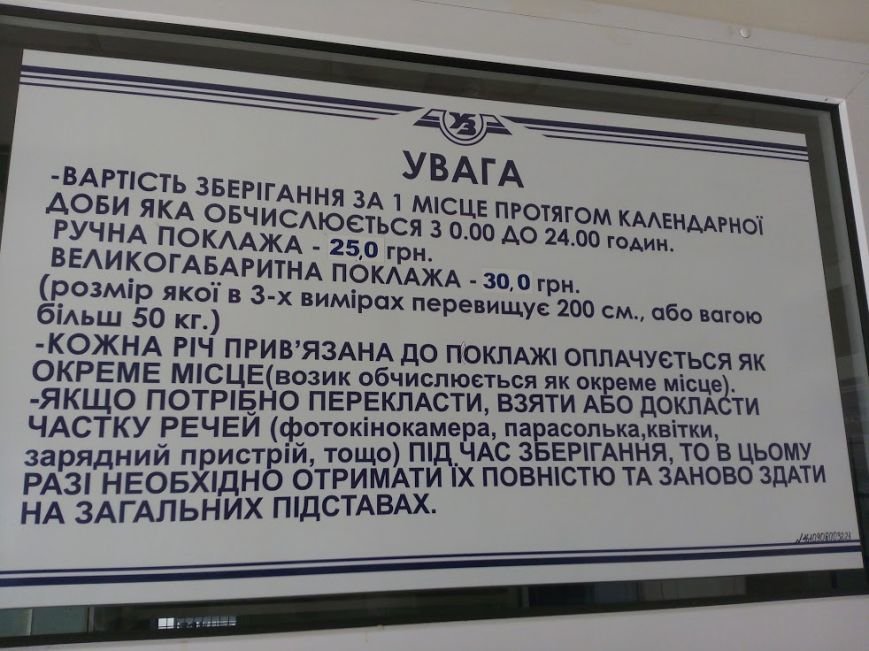 УЗ
УВАГА
-ВАРТІСТЬ ЗБЕРІГАННЯ ЗА 1 МІСЦЕ ПРОТЯГОМ КАЛЕНДАРНОЇ
ДОБИ ЯКА ОБЧИСЛЮЄТЬСЯ З 0.00 ДО 24.00 годин.
РУЧНА ПОКЛАЖА - 25,0 грн.
ВЕЛИКОГАБАРИТНА ПОКЛАЖА - 30,0 грн.
(розмір якої в 3-х вимірах перевищує 200 см., або вагою
більш 50 кг.)
-КОЖНА РІЧ ПРИВ'ЯЗАНА ДО ПОКЛАЖІ ОПЛАЧУЄТЬСЯ ЯК
ОКРЕМЕ МІСЦЕ(возик обчислюється як окреме місце).
-ЯКЩО ПОТРІБНО ПЕРЕКЛАСТИ, ВЗЯТИ АБО ДОКЛАСТИ
ЧАСТКУ РЕЧЕЙ (фотокінокамера, парасолька,квітки,
зарядний пристрій, тощо) ПІД ЧАС ЗБЕРІГАННЯ, ТО В ЦЬОМУ
РАЗІ НЕОБХІДНО ОТРИМАТИ ЇХ ПОВНІСТЮ ТА ЗАНОВО ЗДАТИ
НА ЗАГАЛЬНИХ ПІДСТАВАХ.